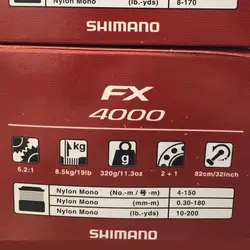 Nylon Mono (lb.-yds) 8-170
SHIMANO
FX
4000
kg
g
5.2:1 8.5kg/19lb 320g/11.3oz 2 + 1 82cm/32inch
Nylon Mono (No.-m / 号-m) 4-150
Nylon Mono (mm-m) 0.30-180
Nylon Mono (lb.-yds) 10-200
SHIMANO